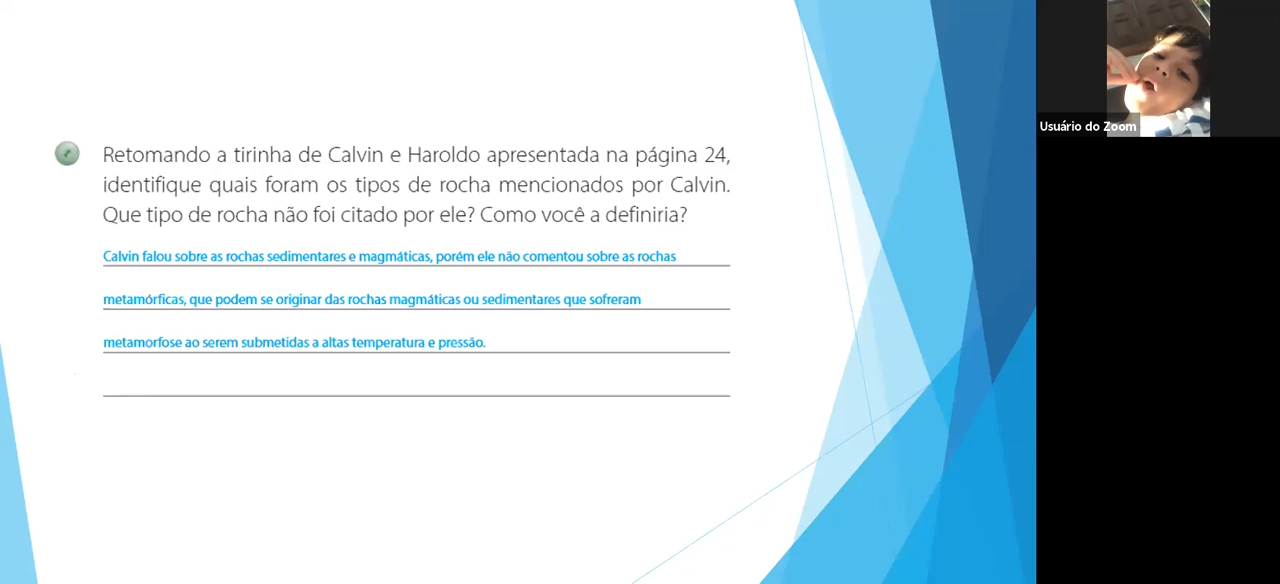 Retomando a tirinha de Calvin e Haroldo apresentada na página 24,
identifique quais foram os tipos de rocha mencionados por Calvin.
Que tipo de rocha não foi citado por ele? Como você a definiria?
Calvin falou sobre as rochas sedimentares e magmáticas, porém ele não comentou sobre as rochas
metamórficas, que podem se originar das rochas magmáticas ou sedimentares que sofreram
metamorfose ao serem submetidas a altas temperatura e pressão.
Usuário do Zoom